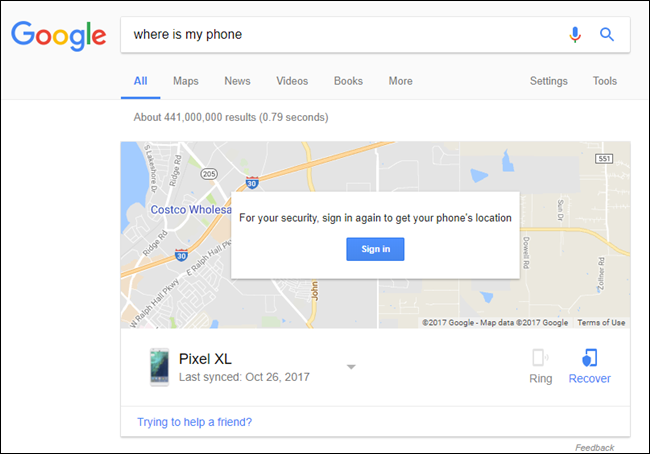 Google
where is my phone
All Maps News Videos Books More Settings Tools
About 441,000,000 results (0.79 seconds)
S Lakeshore Dr
Ridge Rd
205
30
551
Costco Wholesa
For your security, sign in again to get your phone's location
Sign in
Sun Dr
Dowell Rd
Zollner Rd
Ridge Rd
30
E Ralph Hall Pkwy
John
W Ralph Hall Pkwy
©2017 Google - Map data ©2017 Google Terms of Use
Pixel XL
Last synced: Oct 26, 2017
Ring Recover
Trying to help a friend?
Feedback